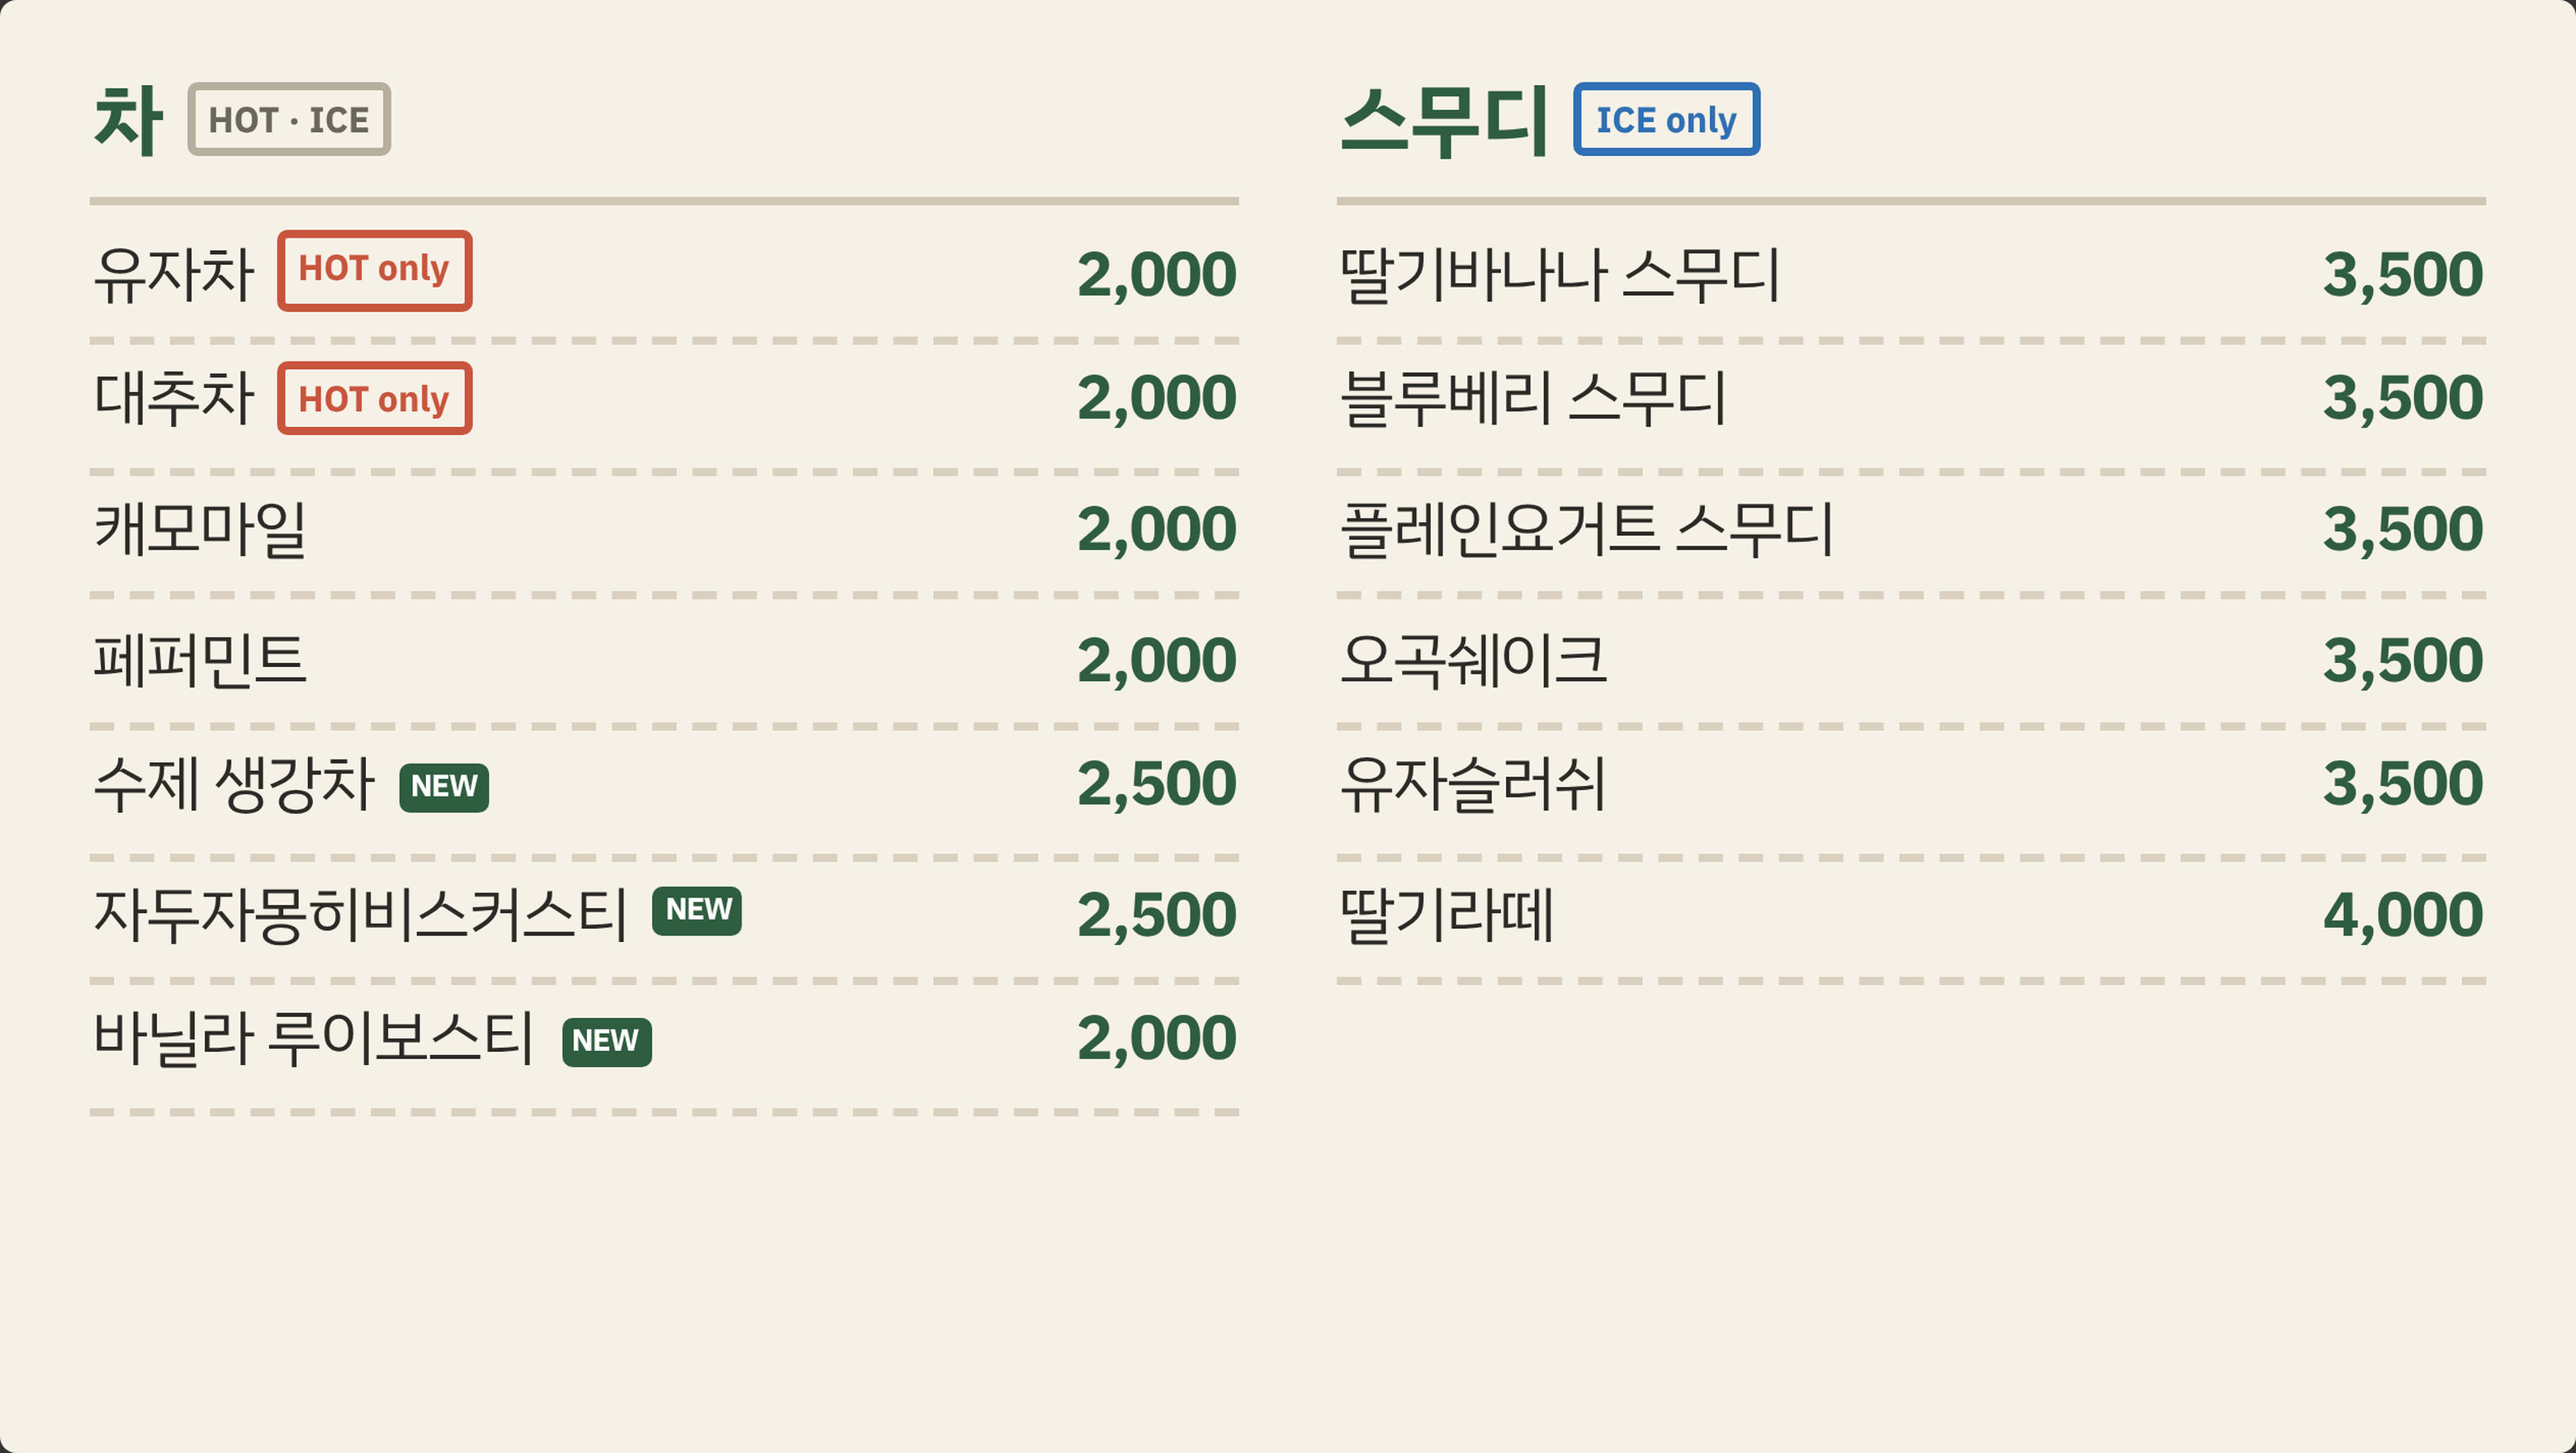 차 HOT · ICE
유자차 HOT only 2,000
대추차 HOT only 2,000
캐모마일 2,000
페퍼민트 2,000
수제 생강차 NEW 2,500
자두자몽히비스커스티 NEW 2,500
바닐라 루이보스티 NEW 2,000
스무디 ICE only
딸기바나나 스무디 3,500
블루베리 스무디 3,500
플레인요거트 스무디 3,500
오곡쉐이크 3,500
유자슬러쉬 3,500
딸기라떼 4,000